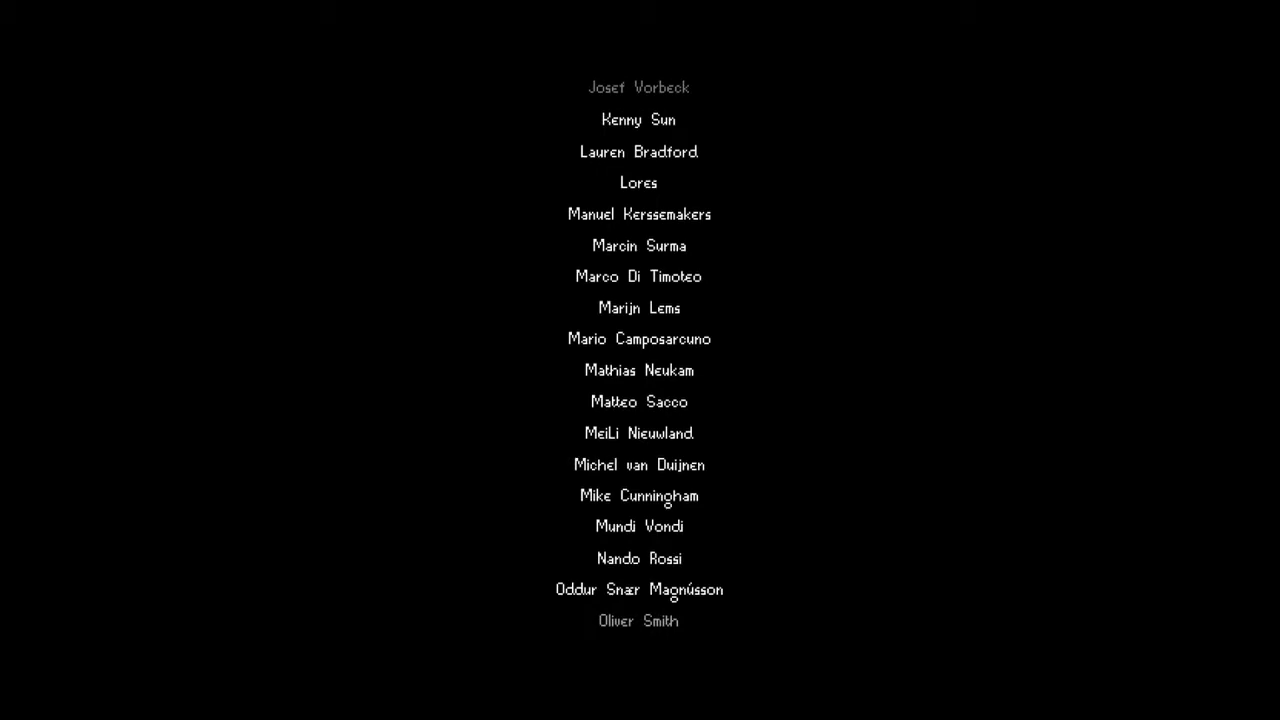 Josef Vorbeck
Kenny Sun
Lauren Bradford
Lores
Manuel Kerssemakers
Marcin Surma
Marco Di Timoteo
Marijn Lems
Mario Camposarcuno
Mathias Neukam
Matteo Sacco
MeiLi Nieuwland
Michel van Duijnen
Mike Cunningham
Mundi Vondi
Nando Rossi
Oddur Snær Magnússon
Oliver Smith